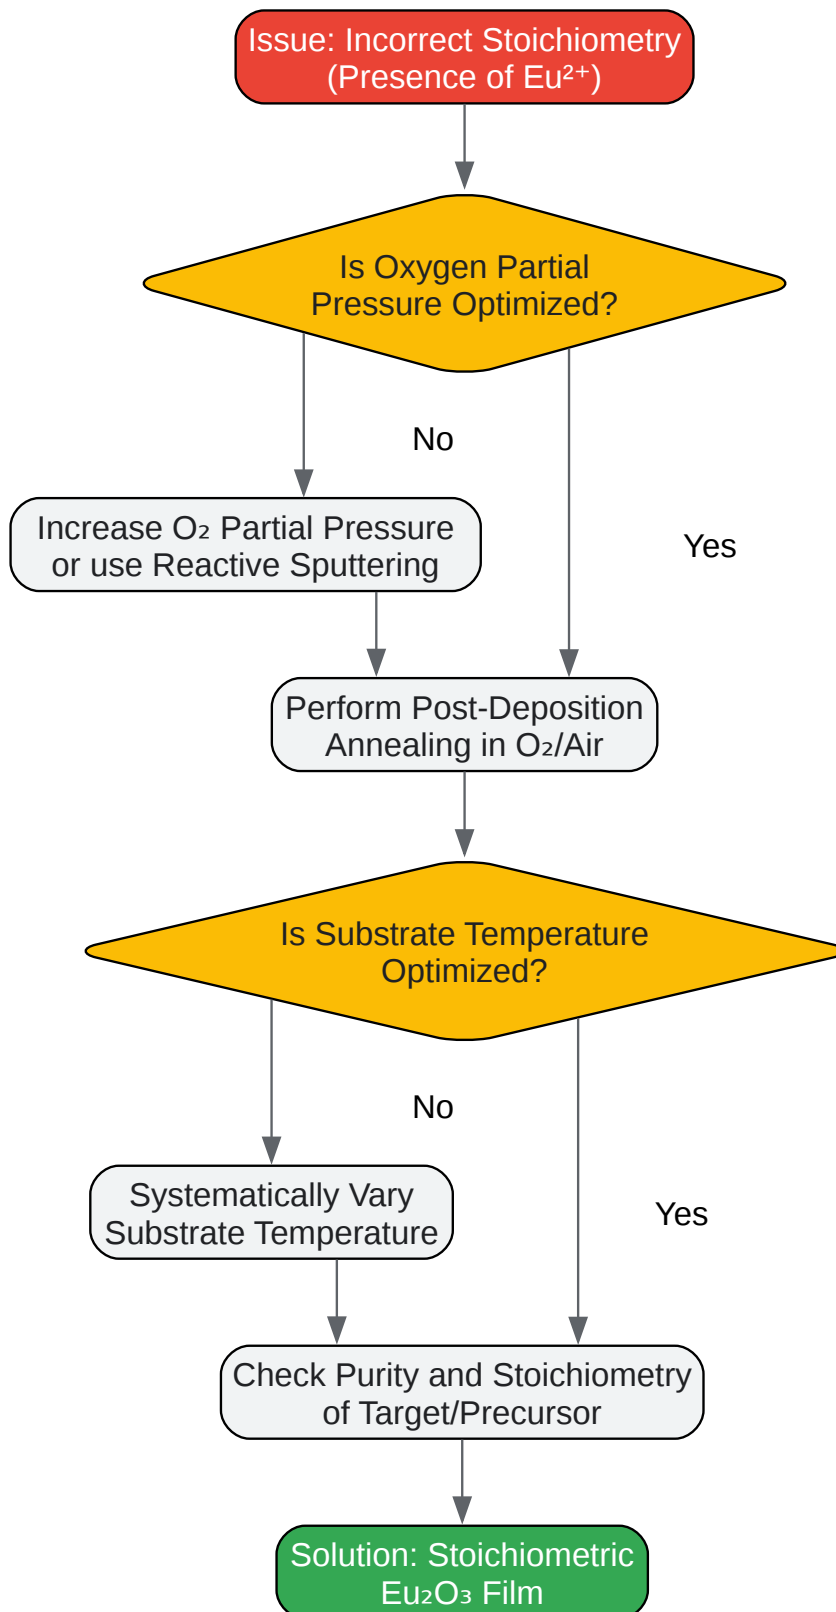 Issue: Incorrect Stoichiometry
(Presence of Eu²⁺)
Is Oxygen Partial
Pressure Optimized?
No
Increase O₂ Partial Pressure
or use Reactive Sputtering
Yes
Perform Post-Deposition
Annealing in O₂/Air
Is Substrate Temperature
Optimized?
No
Systematically Vary
Substrate Temperature
Yes
Check Purity and Stoichiometry
of Target/Precursor
Solution: Stoichiometric
Eu₂O₃ Film